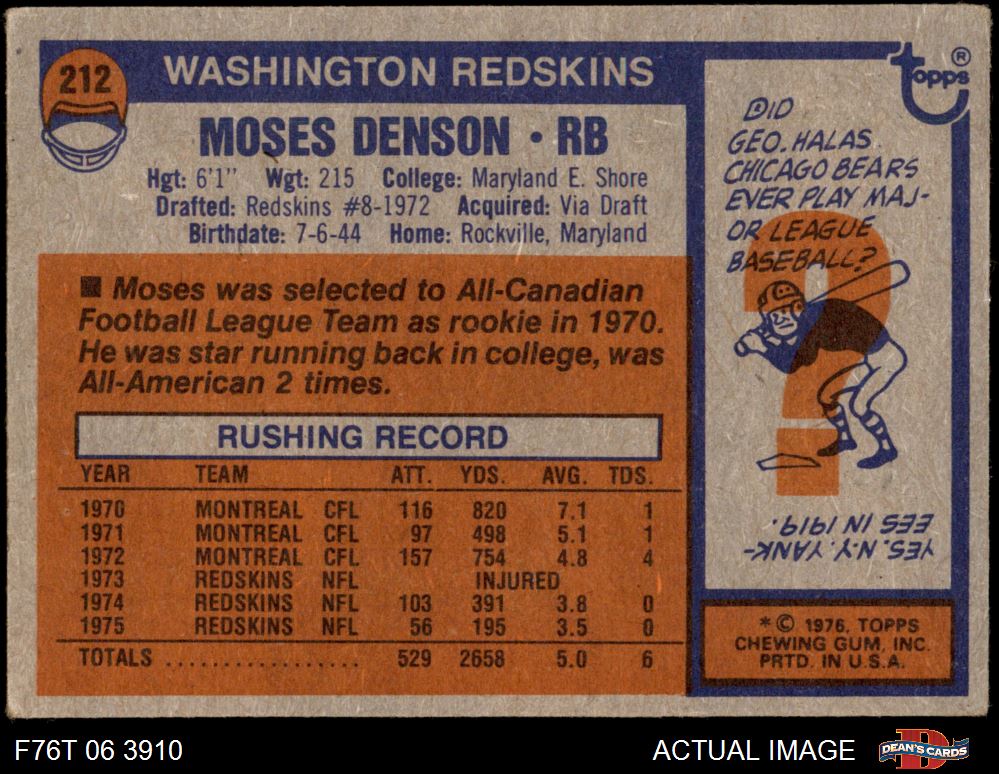 212
WASHINGTON REDSKINS
MOSES DENSON · RB
Hgt: 6'1" Wgt: 215 College: Maryland E. Shore
Drafted: Redskins #8-1972 Acquired: Via Draft
Birthdate: 7-6-44 Home: Rockville, Maryland
■ Moses was selected to All-Canadian
Football League Team as rookie in 1970.
He was star running back in college, was
All-American 2 times.
RUSHING RECORD
YEAR TEAM ATT. YDS. AVG. TDS.
1970 MONTREAL CFL 116 820 7.1 1
1971 MONTREAL CFL 97 498 5.1 1
1972 MONTREAL CFL 157 754 4.8 4
1973 REDSKINS NFL INJURED
1974 REDSKINS NFL 103 391 3.8 0
1975 REDSKINS NFL 56 195 3.5 0
TOTALS .................. 529 2658 5.0 6
Topps ®
DID
GEO. HALAS
CHICAGO BEARS
EVER PLAY MAJ-
OR LEAGUE
BASEBALL?
?
YES, N.Y. YANK-
EES IN 1919.
* © 1976, TOPPS
CHEWING GUM, INC.
PRTD. IN U.S.A.
F76T 06 3910
ACTUAL IMAGE
D
DEAN'S CARDS